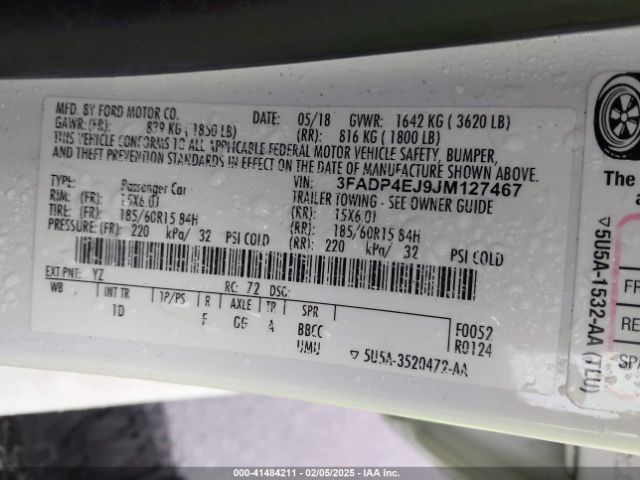 MFD. BY FORD MOTOR CO.
DATE: 05/18 GVWR: 1642 KG ( 3620 LB)
GAWR:(FR): 839 KG ( 1850 LB) (RR): 816 KG ( 1800 LB)
THIS VEHICLE CONFORMS TO ALL APPLICABLE FEDERAL MOTOR VEHICLE SAFETY, BUMPER,
AND THEFT PREVENTION STANDARDS IN EFFECT ON THE DATE OF MANUFACTURE SHOWN ABOVE.
VIN: 3FADP4EJ9JM127467
Passenger Car TRAILER TOWING - SEE OWNER GUIDE
RIM: (FR): 15X6.0J (RR): 15X6.0J
TIRE: (FR): 185/60R15 84H (RR): 185/60R15 84H
PRESSURE:(FR): 220 kPa/ 32 PSI COLD (RR): 220 kPa/ 32 PSI COLD
EXT PNT: YZ RC: 72 DSO:
WB INT TR TP/PS R AXLE TR SPR
1D F GG A BBCC F0052
UMU R0124
5U5A-3520472-AA
The
a
5U5A-1532-AA (TLU)
FR
RE
SPA
000-41484211 - 02/05/2025 - IAA Inc.